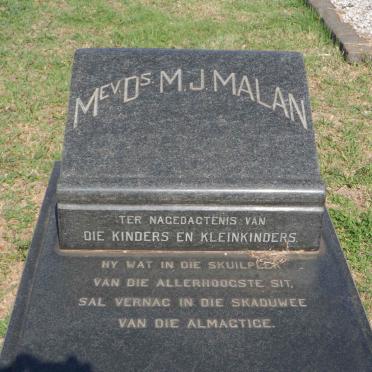 MEV. DS. M.J. MALAN
TER NAGEDAGTENIS VAN
DIE KINDERS EN KLEINKINDERS.
HY WAT IN DIE SKUILPLEK
VAN DIE ALLERHOOGSTE SIT,
SAL VERNAG IN DIE SKADUWEE
VAN DIE ALMAGTIGE.